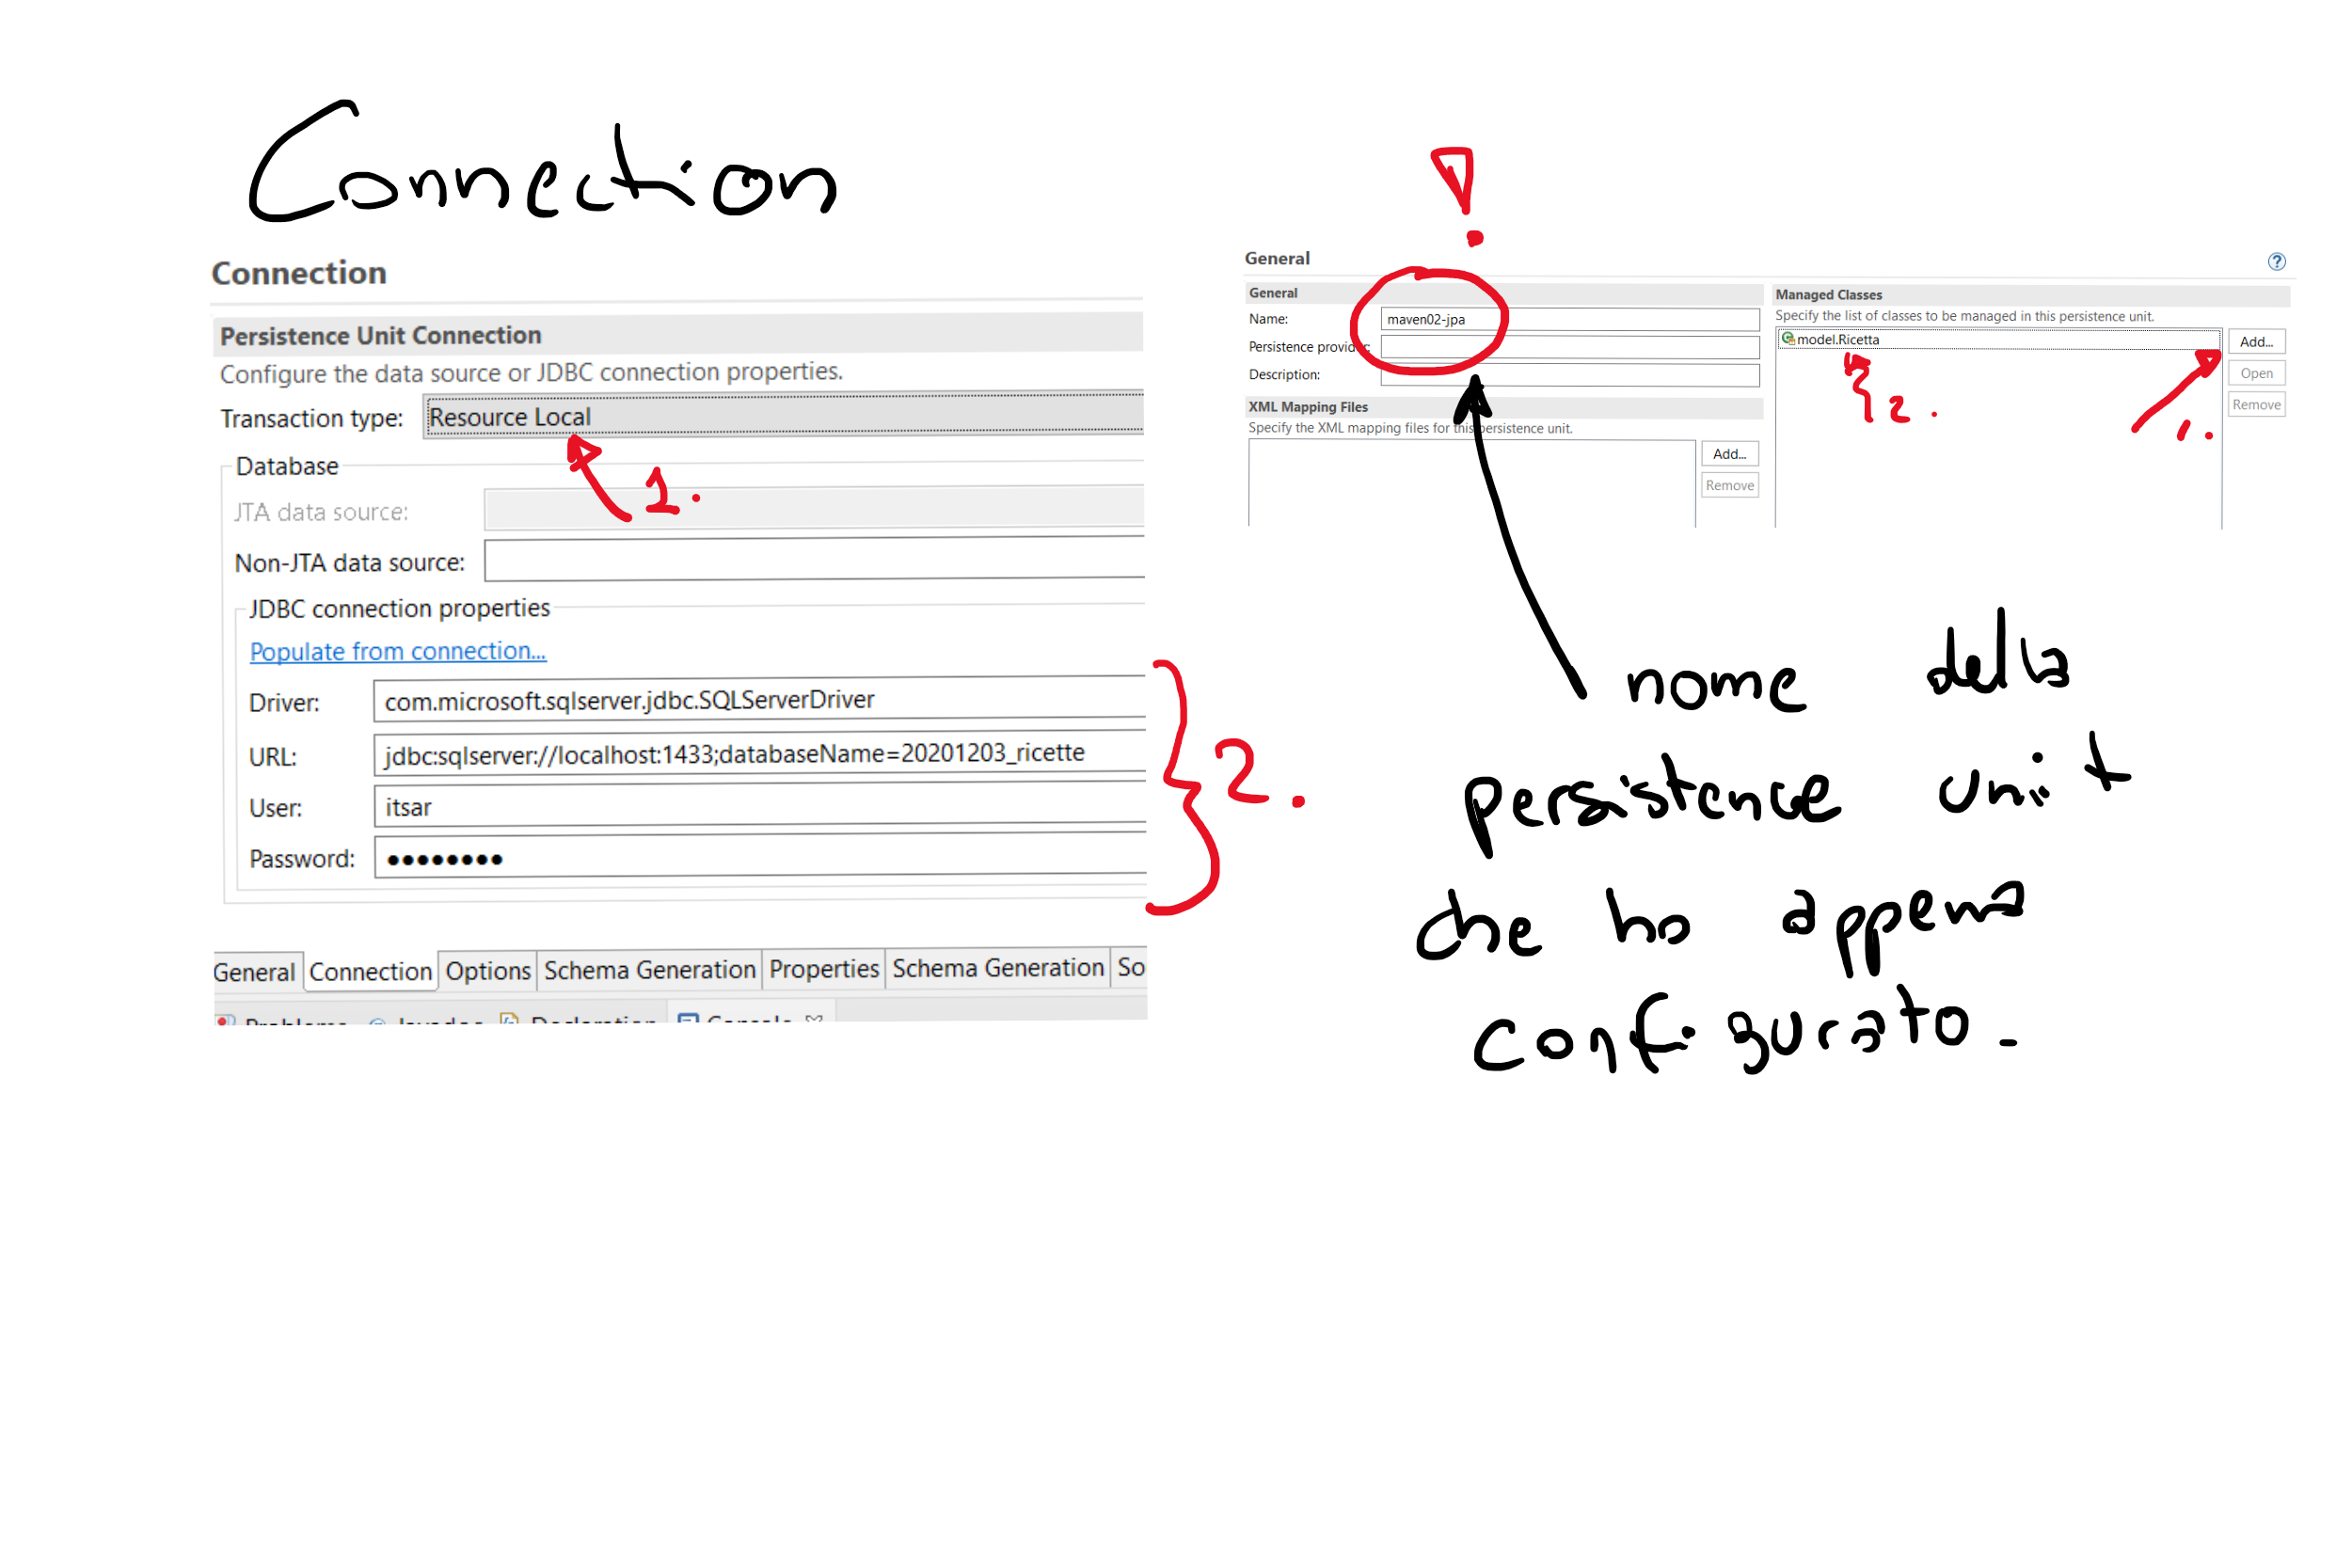 Connection
Connection
Persistence Unit Connection
Configure the data source or JDBC connection properties.
Transaction type: Resource Local
1.
Database
JTA data source:
Non-JTA data source:
JDBC connection properties
Populate from connection...
Driver: com.microsoft.sqlserver.jdbc.SQLServerDriver
URL: jdbc:sqlserver://localhost:1433;databaseName=20201203_ricette
User: itsar
Password: ●●●●●●●●
2.
General Connection Options Schema Generation Properties Schema Generation So
Problems Javadoc Declaration Console
!
General
General
Name: maven02-jpa
Persistence provider:
Description:
XML Mapping Files
Specify the XML mapping files for this persistence unit.
Add...
Remove
Managed Classes
Specify the list of classes to be managed in this persistence unit.
model.Ricetta
Add...
Open
Remove
2.
1.
nome della
persistence unit
che ho appena
configurato.